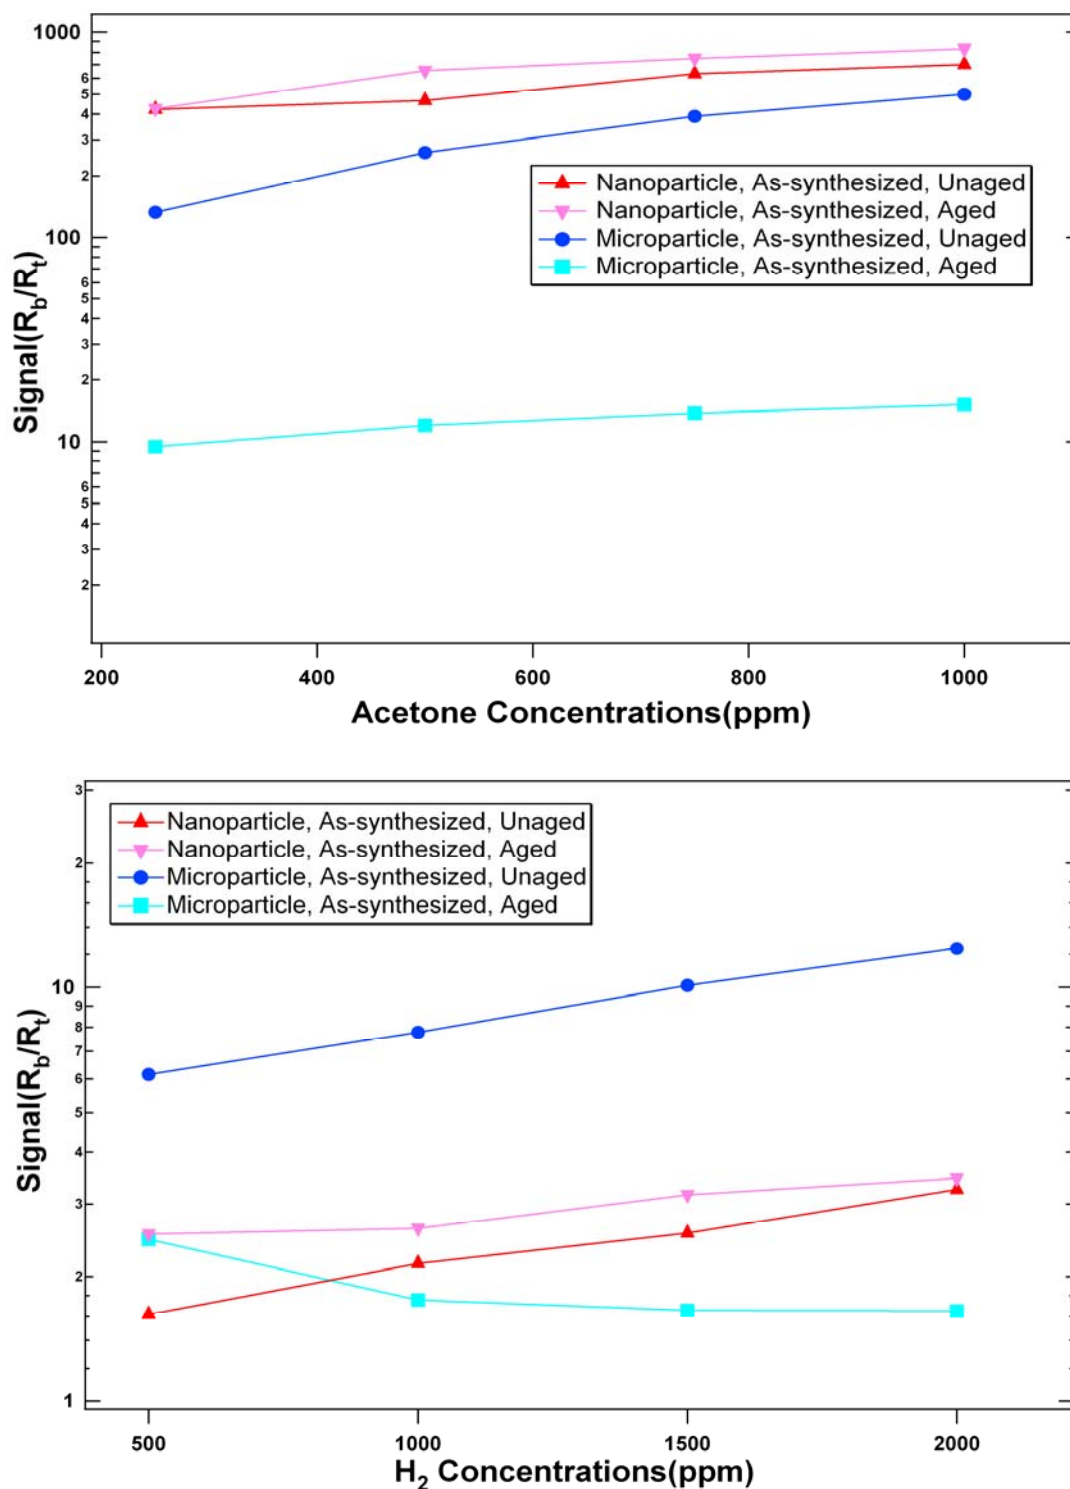 1000
6
5
4
3
2
100
6
5
4
3
2
10
6
5
4
3
2
Signal(R_b/R_t)
Nanoparticle, As-synthesized, Unaged
Nanoparticle, As-synthesized, Aged
Microparticle, As-synthesized, Unaged
Microparticle, As-synthesized, Aged
200 400 600 800 1000
Acetone Concentrations(ppm)
3
2
10
9
8
7
6
5
4
3
2
1
Signal(R_b/R_t)
Nanoparticle, As-synthesized, Unaged
Nanoparticle, As-synthesized, Aged
Microparticle, As-synthesized, Unaged
Microparticle, As-synthesized, Aged
500 1000 1500 2000
H₂ Concentrations(ppm)